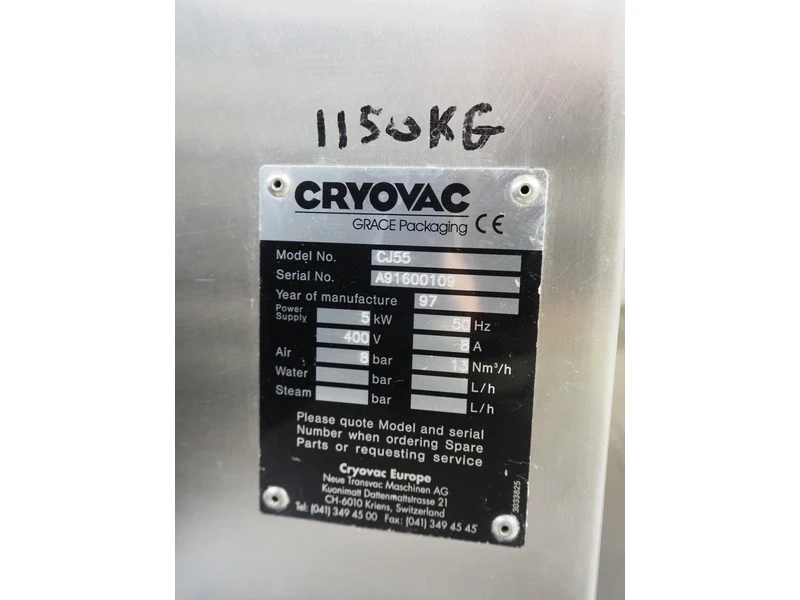 1150KG
CRYOVAC
GRACE Packaging CE
Model No. CJ55
Serial No. A91600109
Year of manufacture 97
Power Supply 5 kW 50 Hz
400 V 8 A
Air 8 bar 13 Nm³/h
Water bar L/h
Steam bar L/h
Please quote Model and serial
Number when ordering Spare
Parts or requesting service
Cryovac Europe
Neue Transvac Maschinen AG
Kuonimatt Dattenmattstrasse 21
CH-6010 Kriens, Switzerland
Tel: (041) 349 45 00 Fax: (041) 349 45 45
3033825